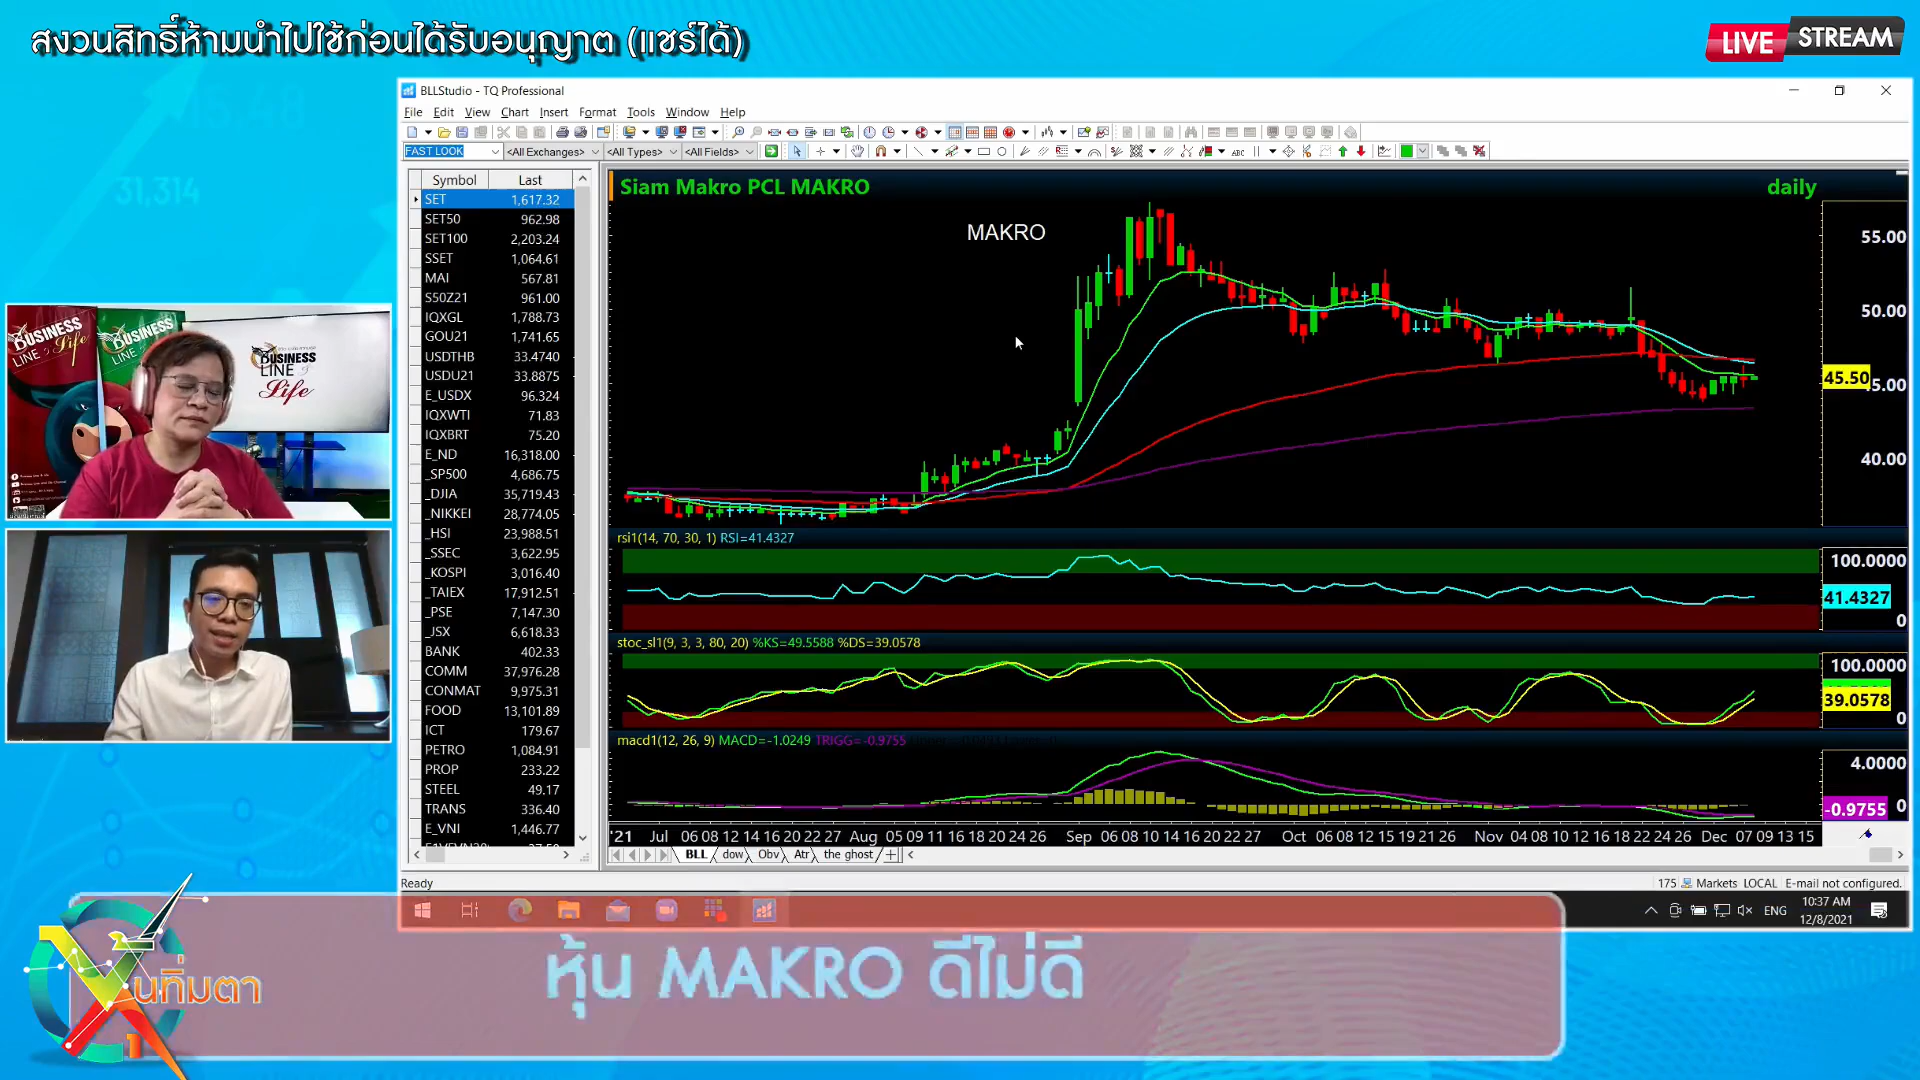 สงวนสิทธิ์ห้ามนำไปใช้ก่อนได้รับอนุญาต (แชร์ได้)
LIVE STREAM
BLLStudio - TQ Professional
File Edit View Chart Insert Format Tools Window Help
FAST LOOK <All Exchanges> <All Types> <All Fields>
Symbol Last
SET 1,617.32
SET50 962.98
SET100 2,203.24
SSET 1,064.61
MAI 567.81
S50Z21 961.00
IQXGL 1,788.73
GOU21 1,741.65
USDTHB 33.4740
USDU21 33.8875
E_USDX 96.324
IQXWTI 71.83
IQXBRT 75.20
E_ND 16,318.00
_SP500 4,686.75
_DJIA 35,719.43
_NIKKEI 28,774.05
_HSI 23,988.51
_SSEC 3,622.95
_KOSPI 3,016.40
_TAIEX 17,912.51
_PSE 7,147.30
_JSX 6,618.33
BANK 402.33
COMM 37,976.28
CONMAT 9,975.31
FOOD 13,101.89
ICT 179.67
PETRO 1,084.91
PROP 233.22
STEEL 49.17
TRANS 336.40
E_VNI 1,446.77
Siam Makro PCL MAKRO
daily
MAKRO
55.00
50.00
45.50
5.00
40.00
rsi1(14, 70, 30, 1) RSI=41.4327
100.0000
41.4327
0
stoc_sl1(9, 3, 3, 80, 20) %KS=49.5588 %DS=39.0578
100.0000
39.0578
0
macd1(12, 26, 9) MACD=-1.0249 TRIGG=-0.9755
4.0000
-0.9755 0
'21 Jul 06 08 12 14 16 20 22 27 Aug 05 09 11 16 18 20 24 26 Sep 06 08 10 14 16 20 22 27 Oct 06 08 12 15 19 21 26 Nov 04 08 10 12 16 18 22 24 26 Dec 07 09 13 15
BLL dow Obv Atr the ghost
Ready
175 Markets LOCAL E-mail not configured.
ENG
10:37 AM
12/8/2021
BUSINESS LINE & Life
BUSINESS LINE & Life
BUSINESS LINE & Life
นทิ่มตา
หุ้น MAKRO ดีไม่ดี